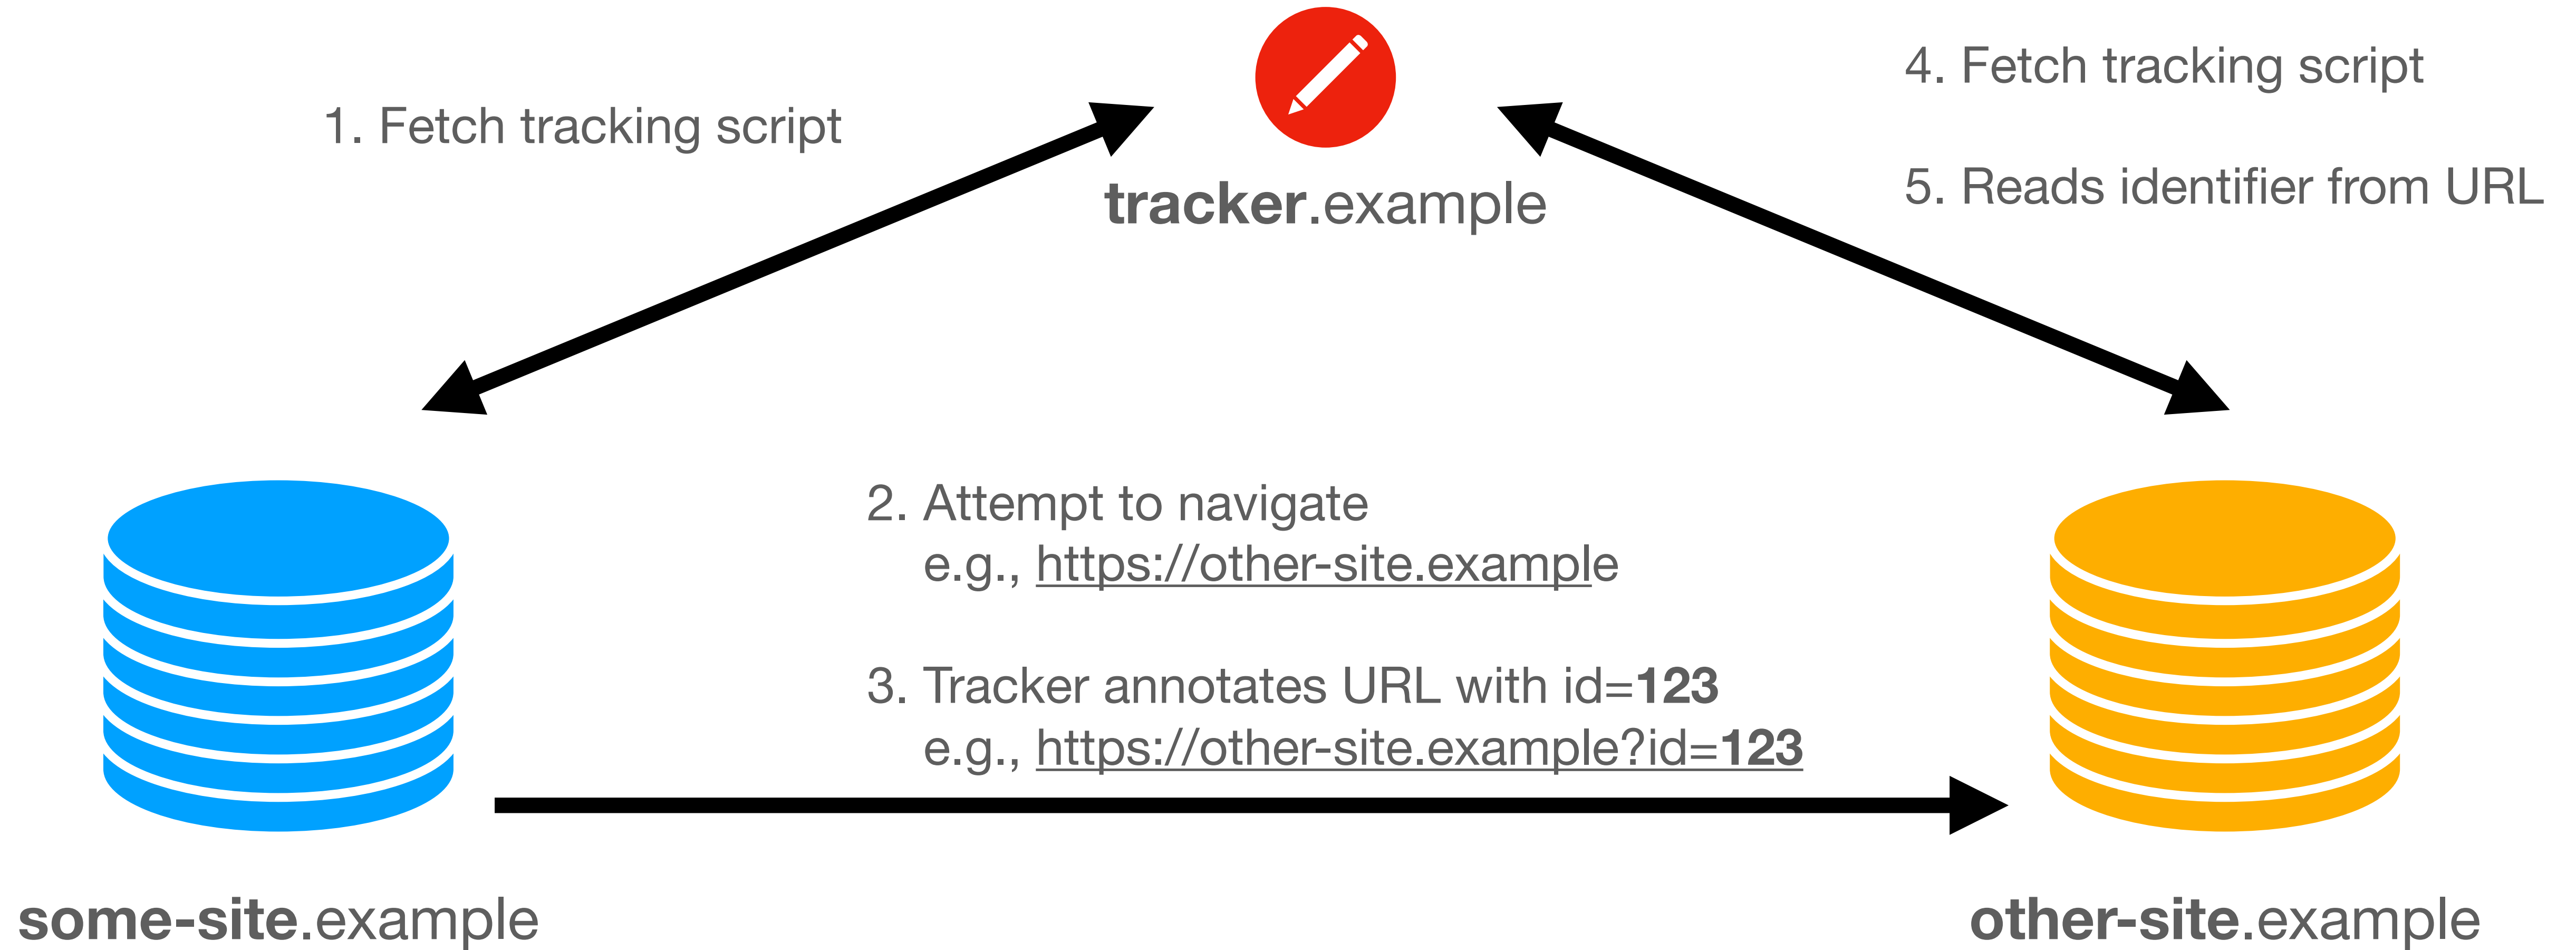 1. Fetch tracking script
tracker.example
4. Fetch tracking script
5. Reads identifier from URL
2. Attempt to navigate
e.g., https://other-site.example
3. Tracker annotates URL with id=123
e.g., https://other-site.example?id=123
some-site.example
other-site.example